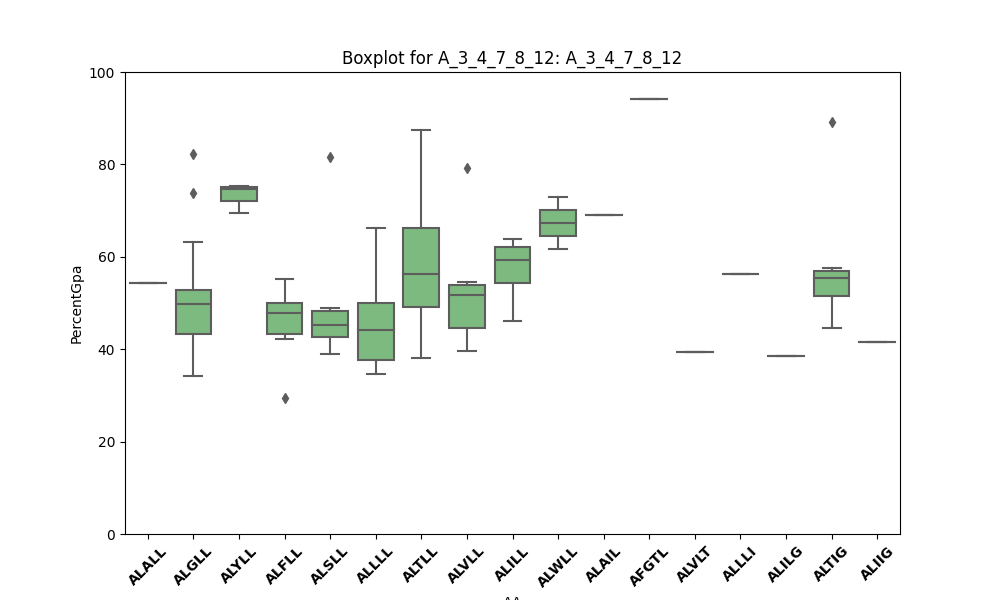 Boxplot for A_3_4_7_8_12: A_3_4_7_8_12
PercentGpa
100
80
60
40
20
0
ALALL
ALGLL
ALYLL
ALFLL
ALSLL
ALLLL
ALTLL
ALVLL
ALILL
ALWLL
ALAIL
AFGTL
ALVLT
ALLLI
ALILG
ALTIG
ALIIG